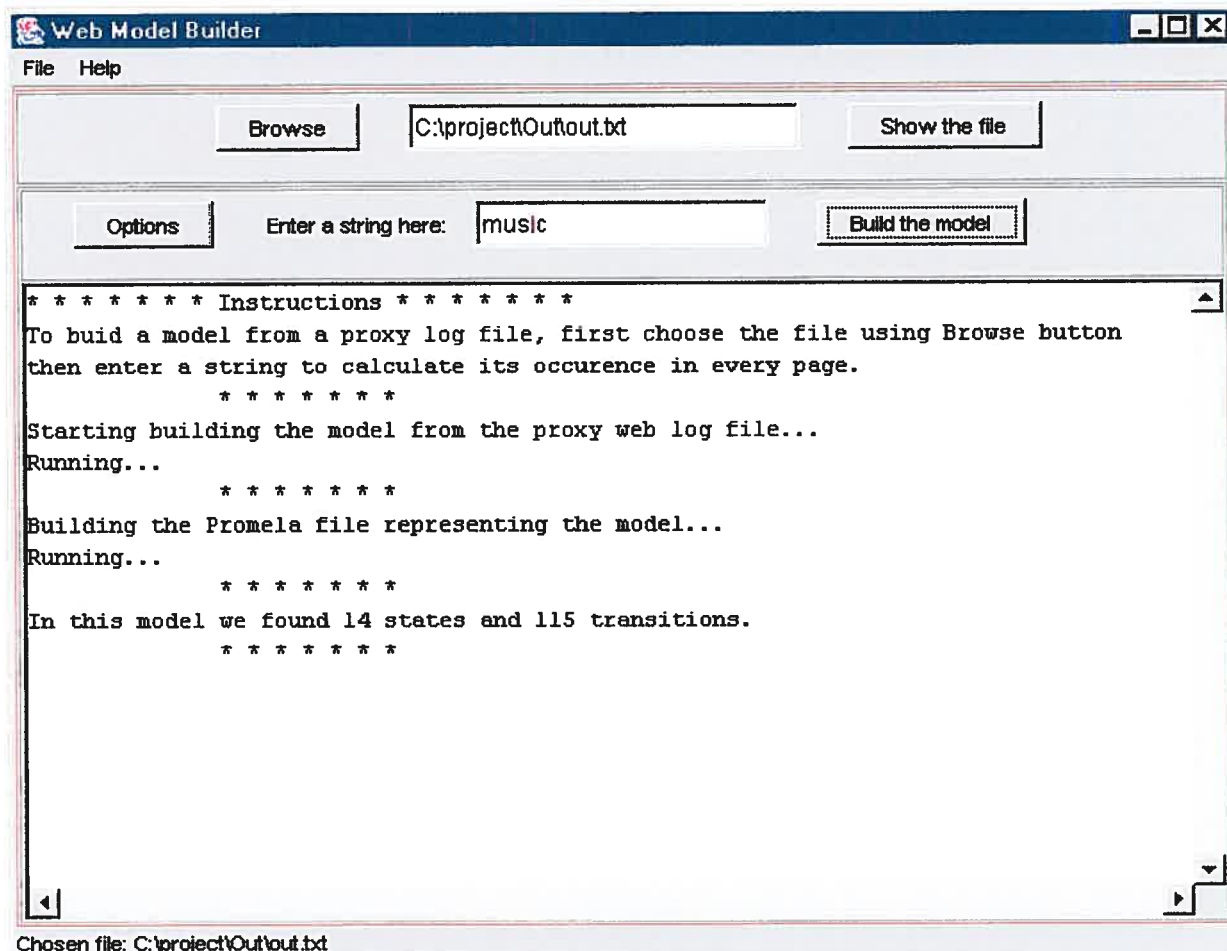 Web Model Builder
File Help
Browse C:\project\Out\out.txt Show the file
Options Enter a string here: music Build the model
* * * * * * * Instructions * * * * * * *
To buid a model from a proxy log file, first choose the file using Browse button
then enter a string to calculate its occurence in every page.
* * * * * * *
Starting building the model from the proxy web log file...
Running...
* * * * * * *
Building the Promela file representing the model...
Running...
* * * * * * *
In this model we found 14 states and 115 transitions.
* * * * * * *
Chosen file: C:\project\Out\out.txt